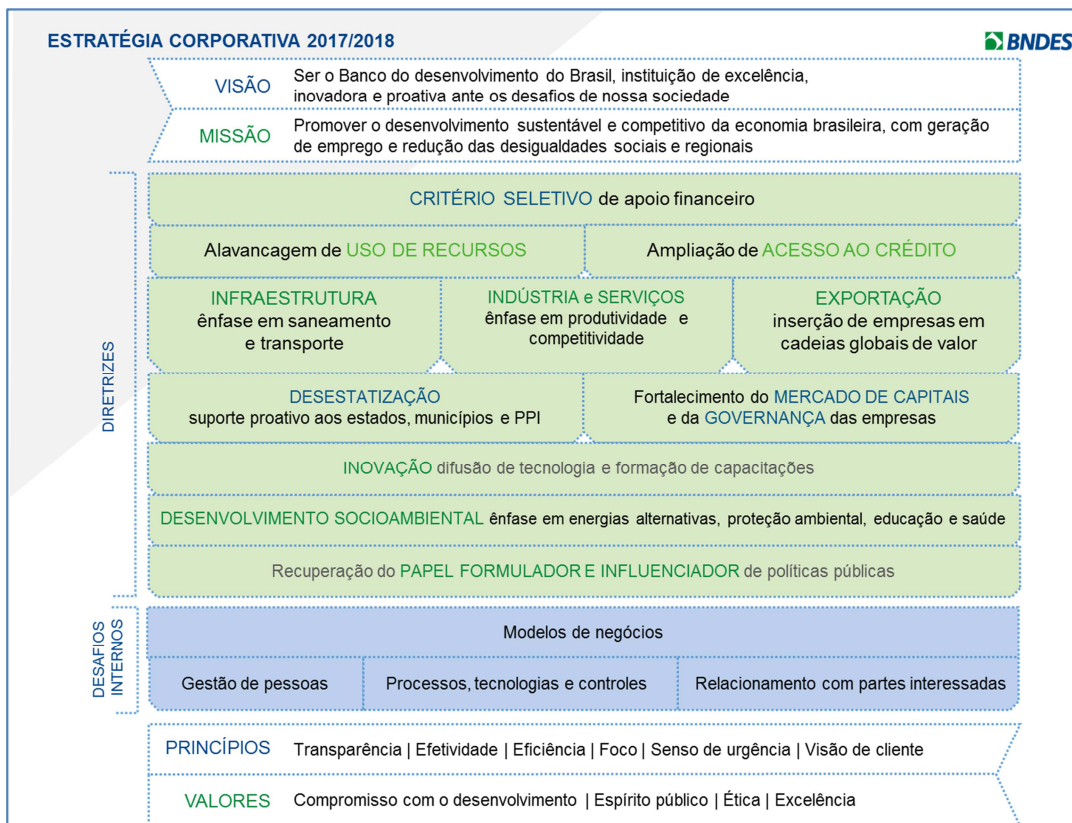 ESTRATÉGIA CORPORATIVA 2017/2018
BNDES
VISÃO
Ser o Banco do desenvolvimento do Brasil, instituição de excelência,
inovadora e proativa ante os desafios de nossa sociedade
MISSÃO
Promover o desenvolvimento sustentável e competitivo da economia brasileira, com geração
de emprego e redução das desigualdades sociais e regionais
DIRETRIZES
CRITÉRIO SELETIVO de apoio financeiro
Alavancagem de USO DE RECURSOS
Ampliação de ACESSO AO CRÉDITO
INFRAESTRUTURA
ênfase em saneamento
e transporte
INDÚSTRIA e SERVIÇOS
ênfase em produtividade e
competitividade
EXPORTAÇÃO
inserção de empresas em
cadeias globais de valor
DESESTATIZAÇÃO
suporte proativo aos estados, municípios e PPI
Fortalecimento do MERCADO DE CAPITAIS
e da GOVERNANÇA das empresas
INOVAÇÃO difusão de tecnologia e formação de capacitações
DESENVOLVIMENTO SOCIOAMBIENTAL ênfase em energias alternativas, proteção ambiental, educação e saúde
Recuperação do PAPEL FORMULADOR E INFLUENCIADOR de políticas públicas
DESAFIOS
INTERNOS
Modelos de negócios
Gestão de pessoas
Processos, tecnologias e controles
Relacionamento com partes interessadas
PRINCÍPIOS
Transparência | Efetividade | Eficiência | Foco | Senso de urgência | Visão de cliente
VALORES
Compromisso com o desenvolvimento | Espírito público | Ética | Excelência